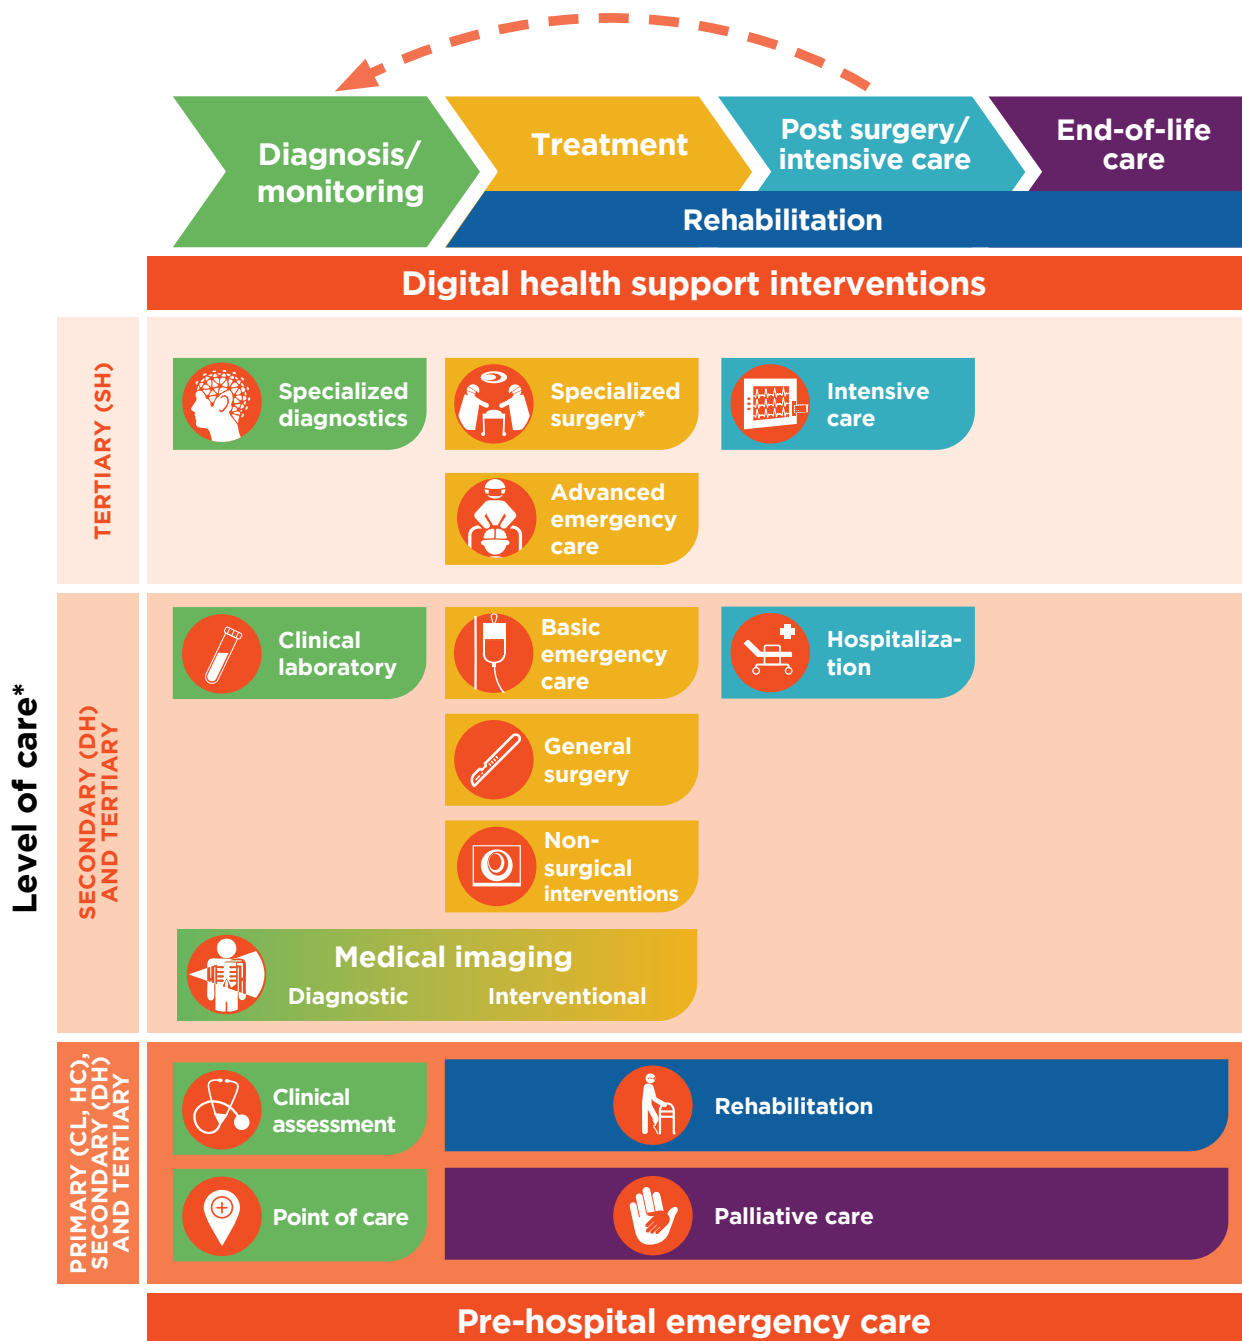 Diagnosis/
monitoring
Treatment
Post surgery/
intensive care
End-of-life
care
Rehabilitation
Digital health support interventions
Level of care*
TERTIARY (SH)
Specialized
diagnostics
Specialized
surgery*
Intensive
care
Advanced
emergency
care
SECONDARY (DH)
AND TERTIARY
Clinical
laboratory
Basic
emergency
care
Hospitaliza-
tion
General
surgery
Non-
surgical
interventions
Medical imaging
Diagnostic
Interventional
PRIMARY (CL, HC),
SECONDARY (DH)
AND TERTIARY
Clinical
assessment
Rehabilitation
Point of care
Palliative care
Pre-hospital emergency care